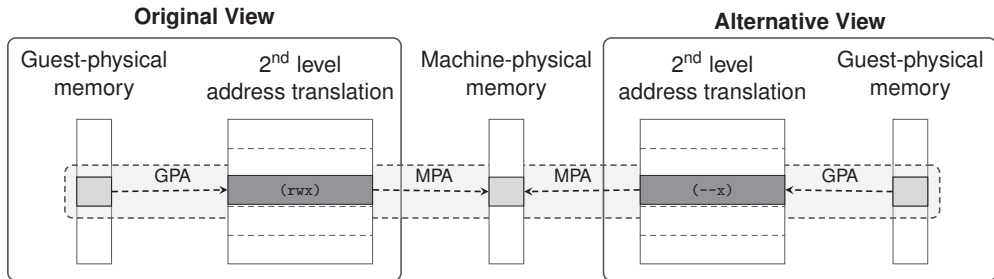 Original View
Alternative View
Guest-physical
memory
2nd level
address translation
Machine-physical
memory
2nd level
address translation
Guest-physical
memory
GPA
(rwx)
MPA
MPA
(--x)
GPA